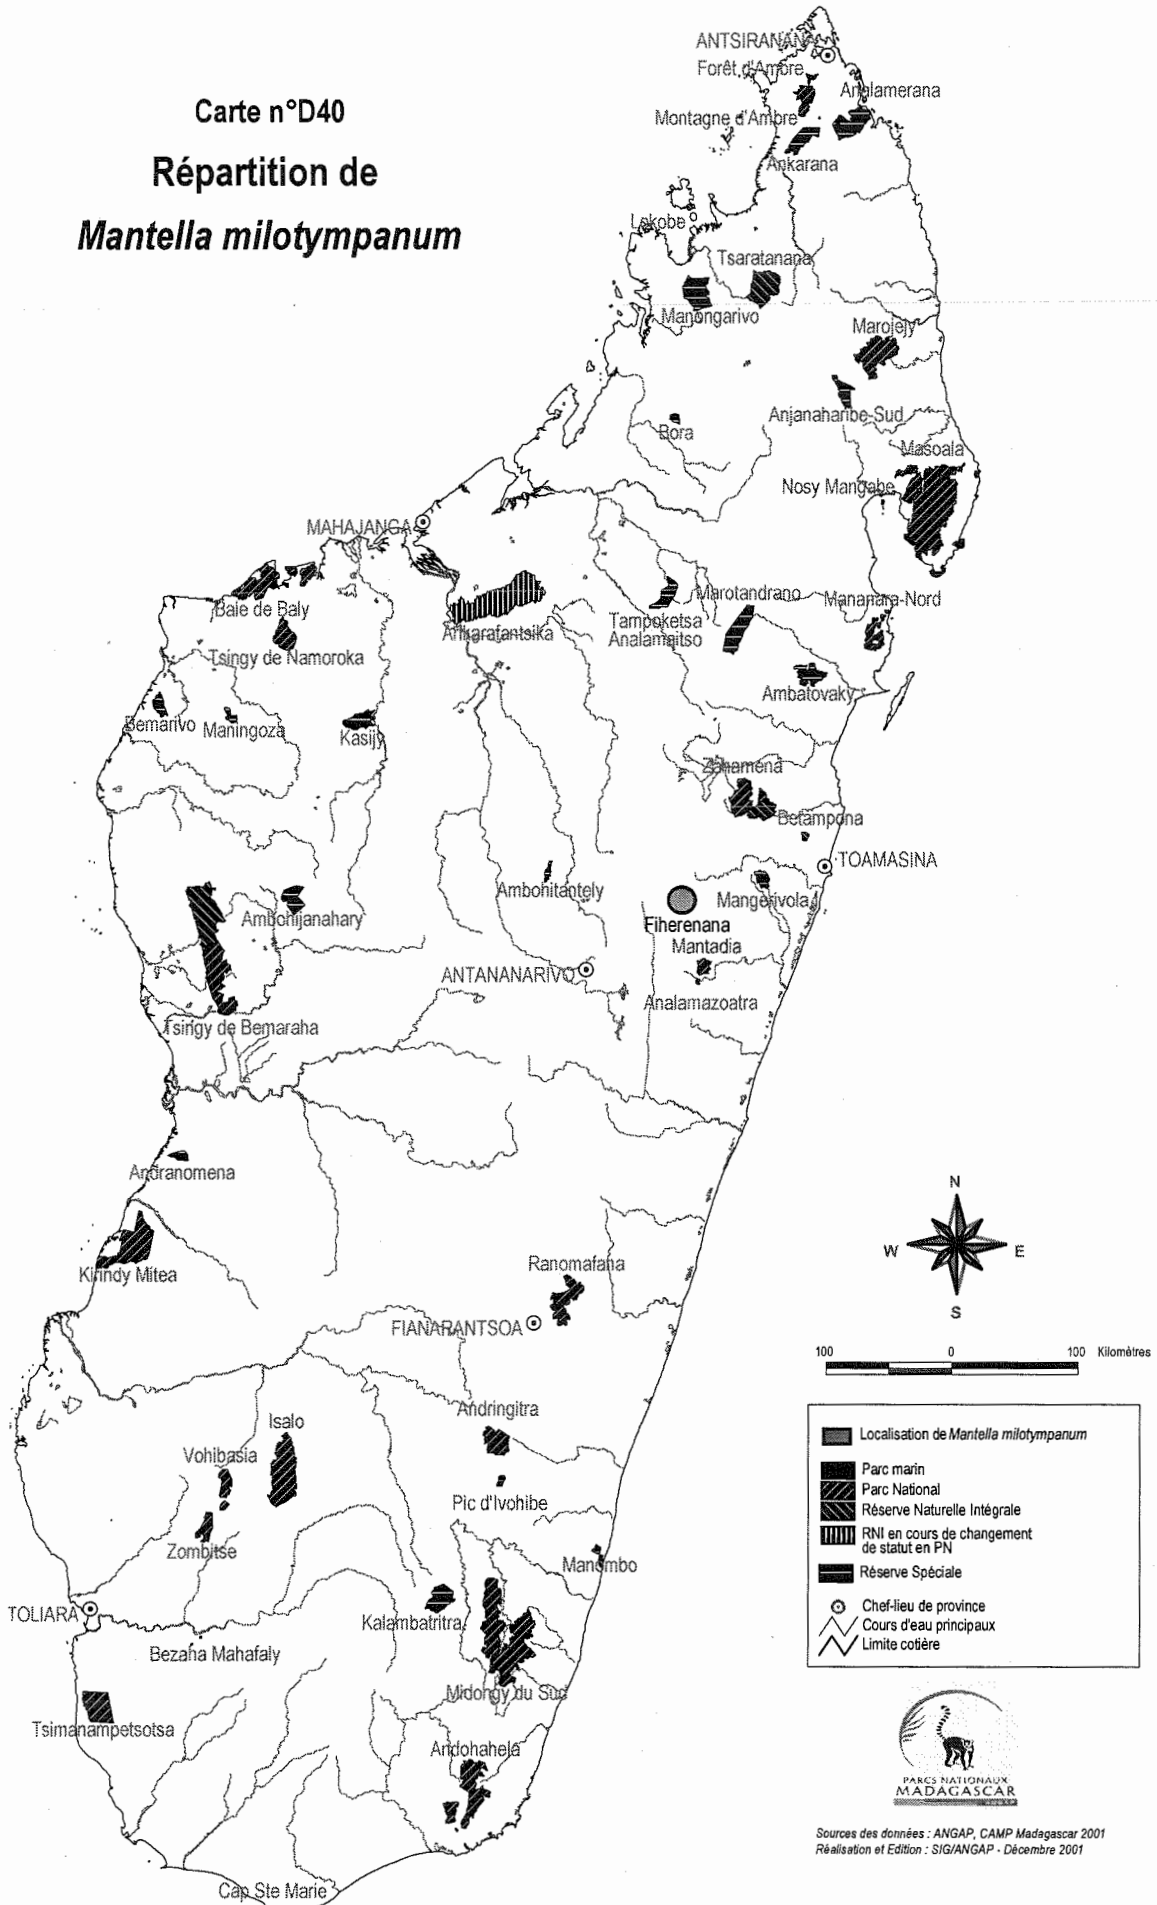 Carte n°D40
Répartition de
Mantella milotympanum
ANTSIRANANA
Forêt d'Ambre
Analamerana
Montagne d'Ambre
Ankarana
Lokobe
Tsaratanana
Manongarivo
Marojejy
Anjanaharibe-Sud
Bora
Masoala
Nosy Mangabe
MAHAJANGA
Baie de Baly
Ankarafantsika
Tampoketsa
Analamaitso
Marotandrano
Mananara-Nord
Tsingy de Namoroka
Ambatovaky
Bemarivo
Maningoza
Kasijy
Zahamena
Betampona
TOAMASINA
Ambohitantely
Mangerivola
Ambohijanahary
Fiherenana
Mantadia
ANTANANARIVO
Analamazoatra
Tsingy de Bemaraha
Andranomena
Kirindy Mitea
Ranomafana
FIANARANTSOA
Andringitra
Isalo
Vohibasia
Pic d'Ivohibe
Zombitse
Manombo
TOLIARA
Kalambatritra
Bezaha Mahafaly
Midongy du Sud
Tsimanampetsotsa
Andohahela
Cap Ste Marie
N
W
E
S
100 0 100 Kilomètres
Localisation de Mantella milotympanum
Parc marin
Parc National
Réserve Naturelle Intégrale
RNI en cours de changement
de statut en PN
Réserve Spéciale
Chef-lieu de province
Cours d'eau principaux
Limite cotière
PARCS NATIONAUX
MADAGASCAR
Sources des données : ANGAP, CAMP Madagascar 2001
Réalisation et Edition : SIG/ANGAP - Décembre 2001